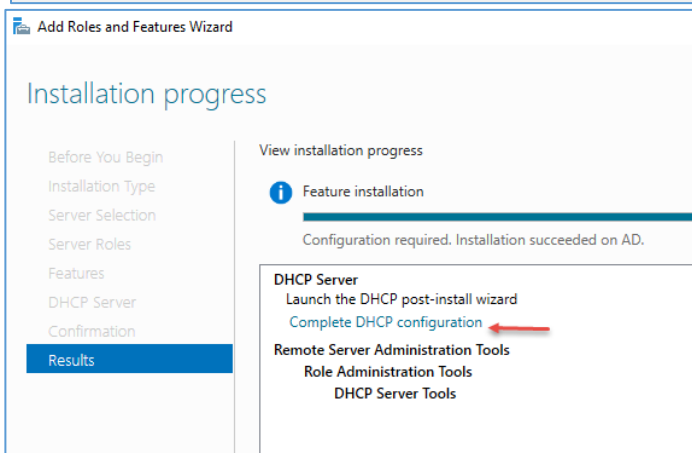 Add Roles and Features Wizard
Installation progress
Before You Begin
Installation Type
Server Selection
Server Roles
Features
DHCP Server
Confirmation
Results
View installation progress
Feature installation
Configuration required. Installation succeeded on AD.
DHCP Server
Launch the DHCP post-install wizard
Complete DHCP configuration
Remote Server Administration Tools
Role Administration Tools
DHCP Server Tools